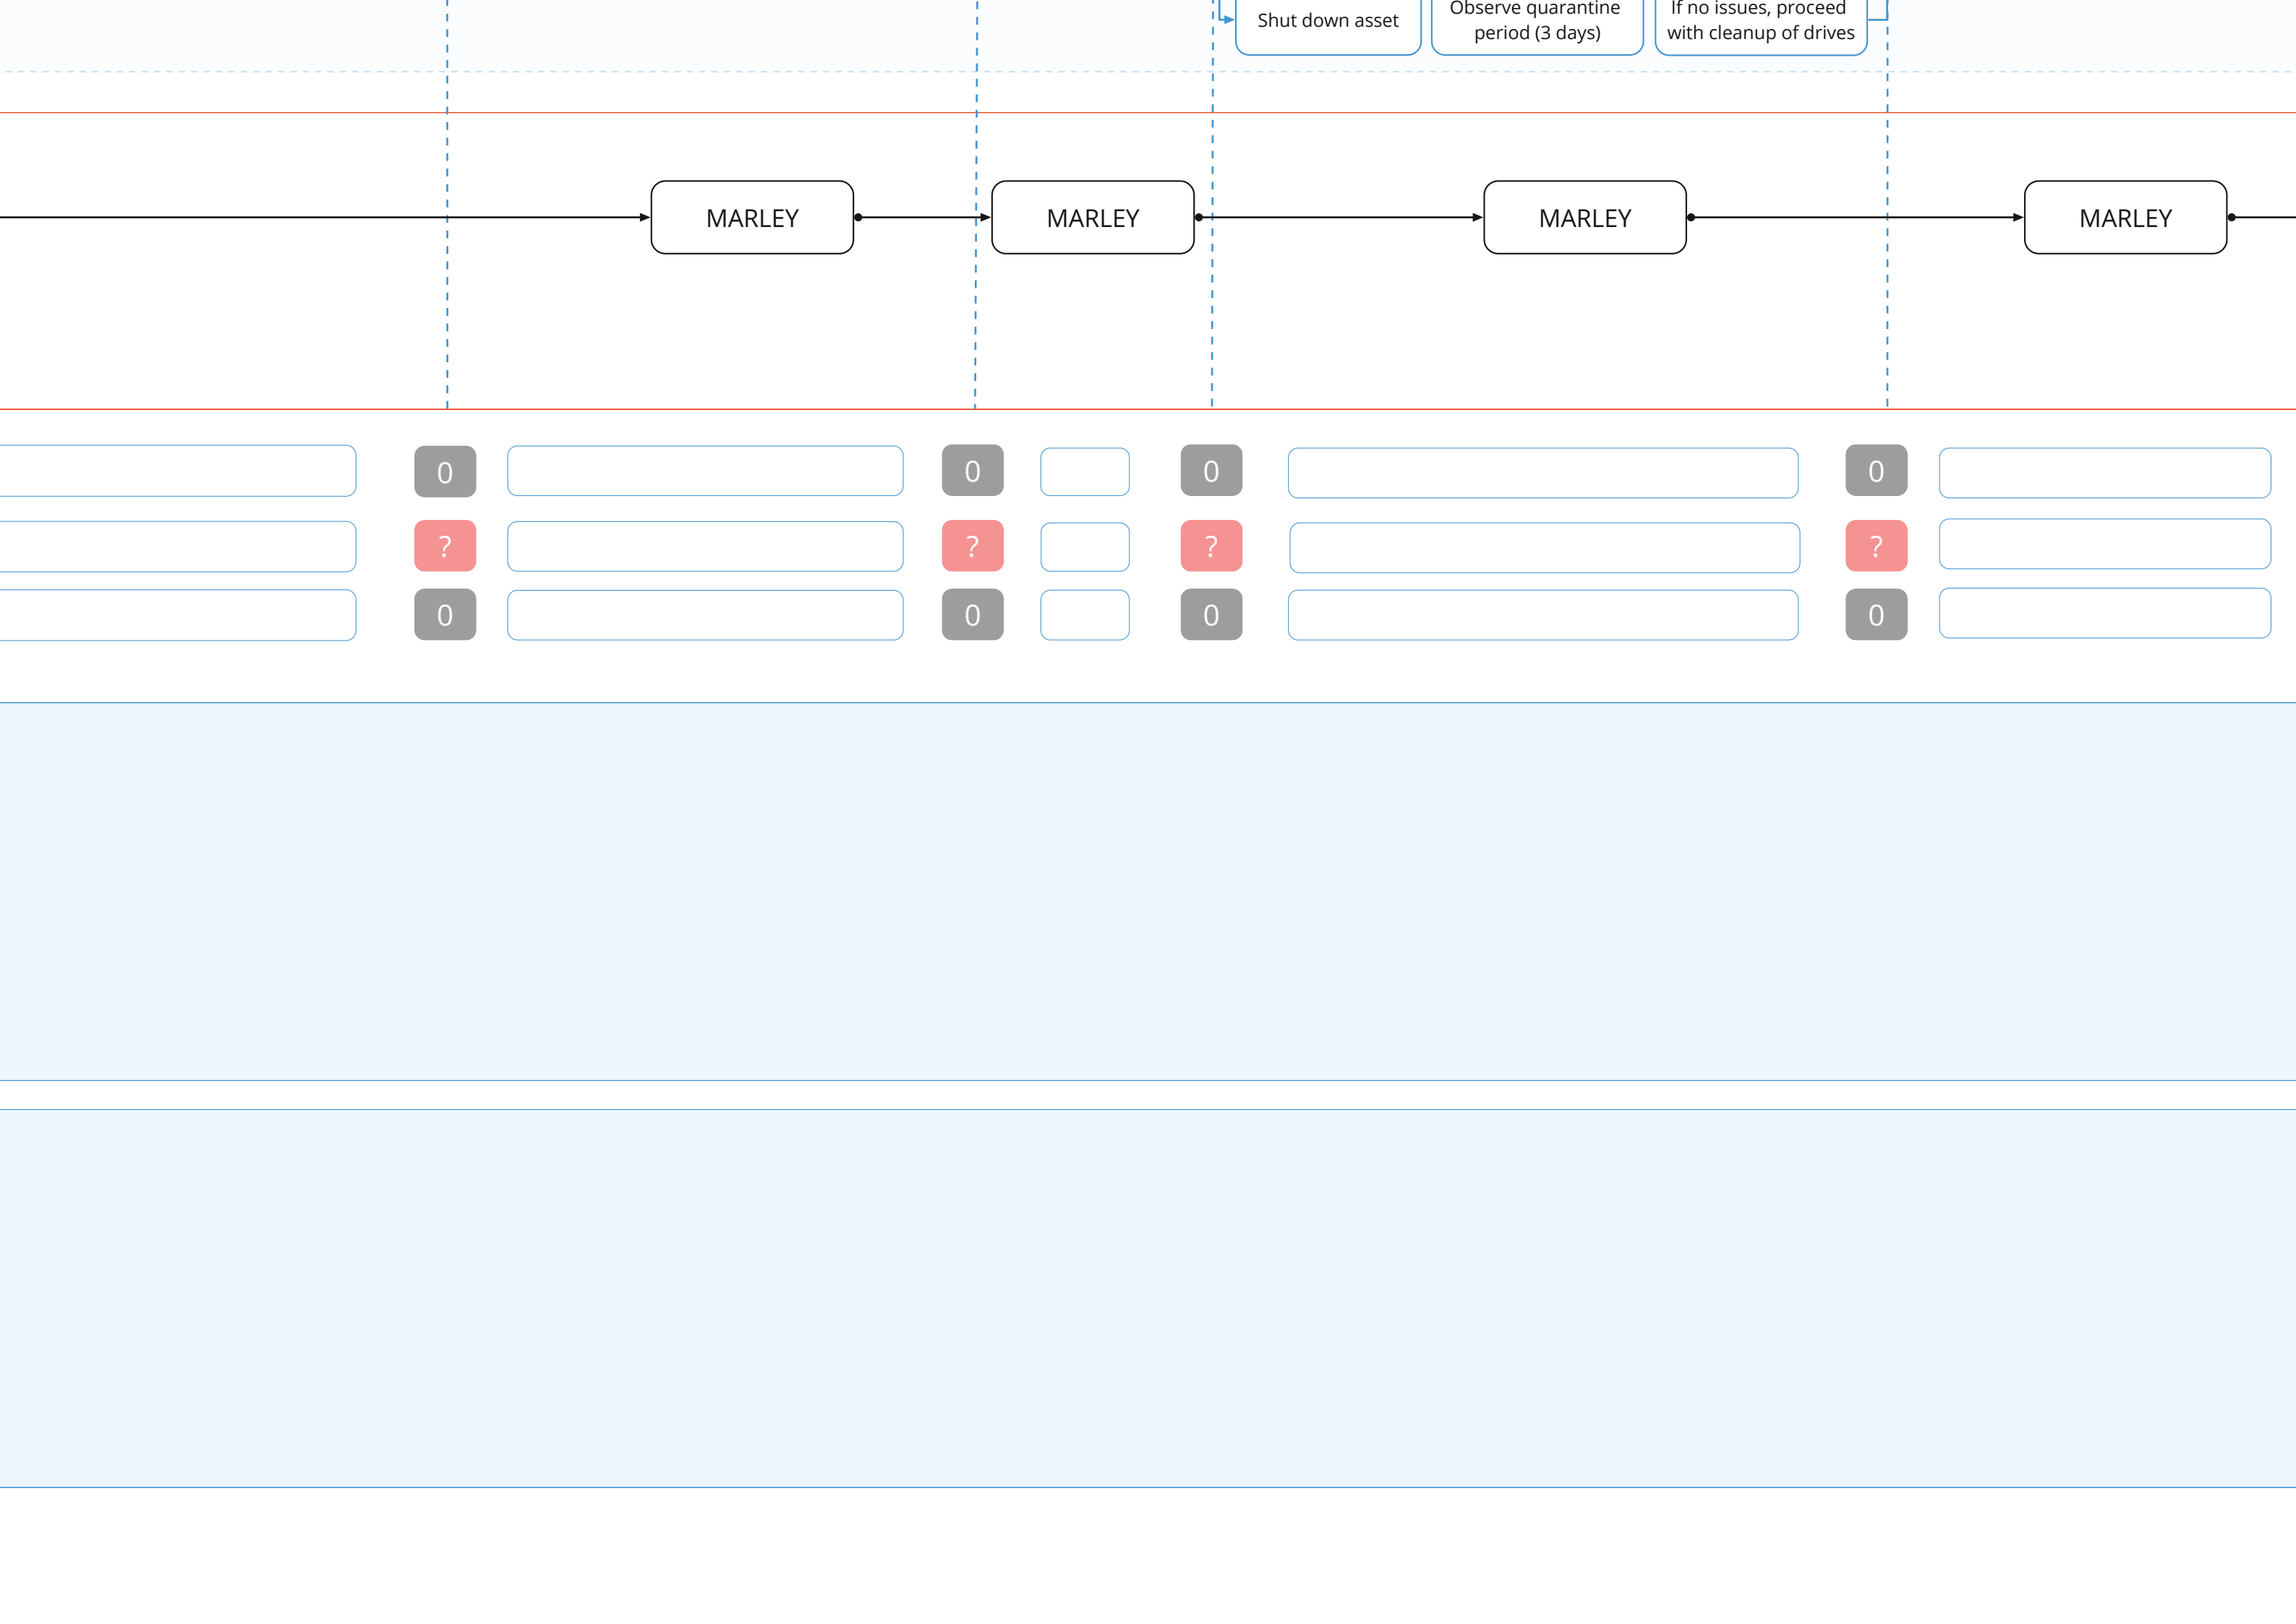 Shut down asset
Observe quarantine
period (3 days)
If no issues, proceed
with cleanup of drives
MARLEY
MARLEY
MARLEY
MARLEY
0
0
0
0
?
?
?
?
0
0
0
0